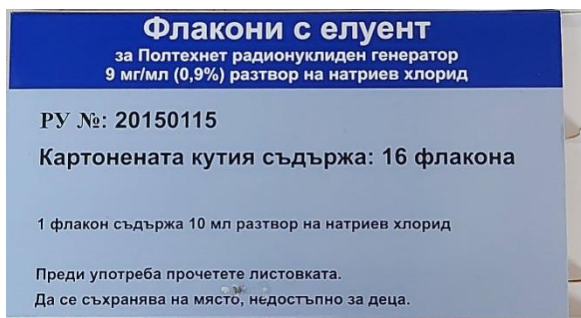 Флакони с елуент
за Полтехнет радионуклиден генератор
9 мг/мл (0,9%) разтвор на натриев хлорид
РУ №: 20150115
Картонената кутия съдържа: 16 флакона
1 флакон съдържа 10 мл разтвор на натриев хлорид
Преди употреба прочетете листовката.
Да се съхранява на място, недостъпно за деца.